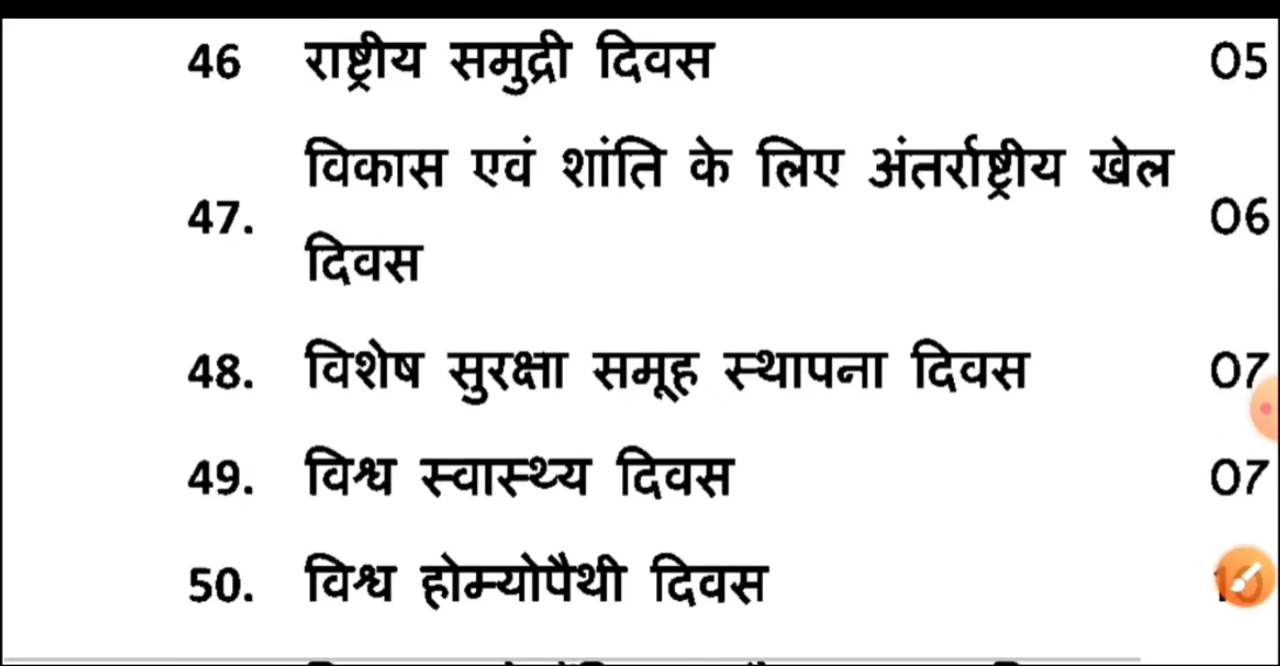 46 राष्ट्रीय समुद्री दिवस 05
विकास एवं शांति के लिए अंतर्राष्ट्रीय खेल
47. 06
दिवस
48. विशेष सुरक्षा समूह स्थापना दिवस 07
49. विश्व स्वास्थ्य दिवस 07
50. विश्व होम्योपैथी दिवस 10